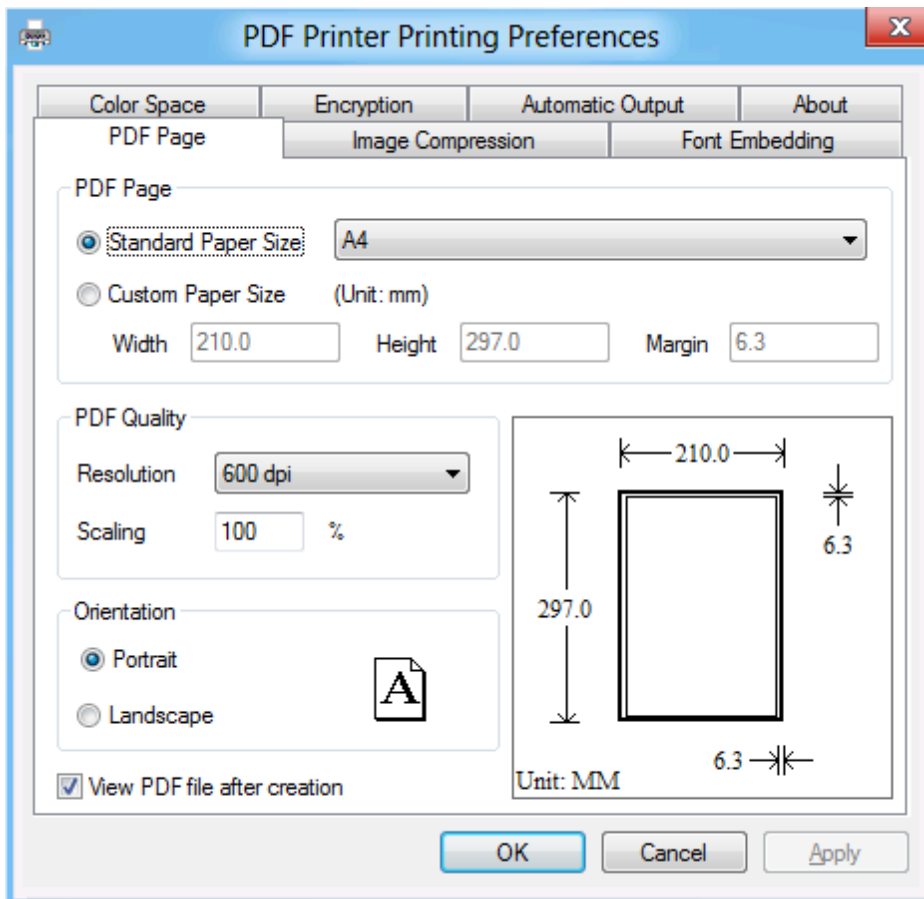 PDF Printer Printing Preferences
Color Space Encryption Automatic Output About
PDF Page Image Compression Font Embedding
PDF Page
Standard Paper Size A4
Custom Paper Size (Unit: mm)
Width 210.0 Height 297.0 Margin 6.3
PDF Quality
Resolution 600 dpi
Scaling 100 %
210.0
6.3
297.0
6.3
Unit: MM
Orientation
Portrait
A
Landscape
View PDF file after creation
OK Cancel Apply